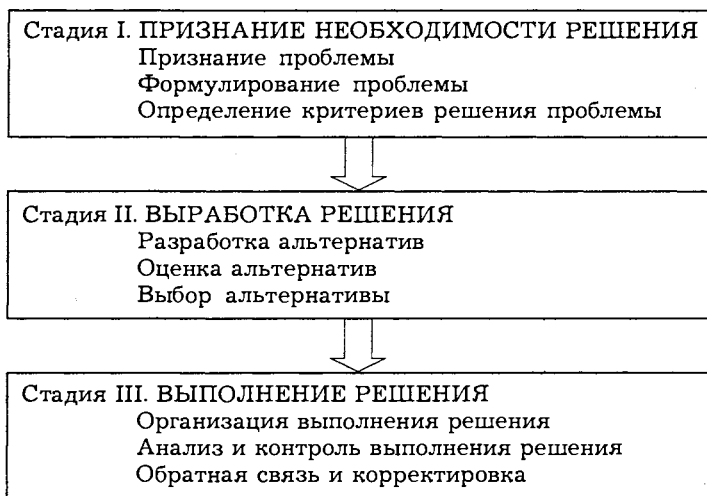 Стадия I. ПРИЗНАНИЕ НЕОБХОДИМОСТИ РЕШЕНИЯ
Признание проблемы
Формулирование проблемы
Определение критериев решения проблемы
Стадия II. ВЫРАБОТКА РЕШЕНИЯ
Разработка альтернатив
Оценка альтернатив
Выбор альтернативы
Стадия III. ВЫПОЛНЕНИЕ РЕШЕНИЯ
Организация выполнения решения
Анализ и контроль выполнения решения
Обратная связь и корректировка